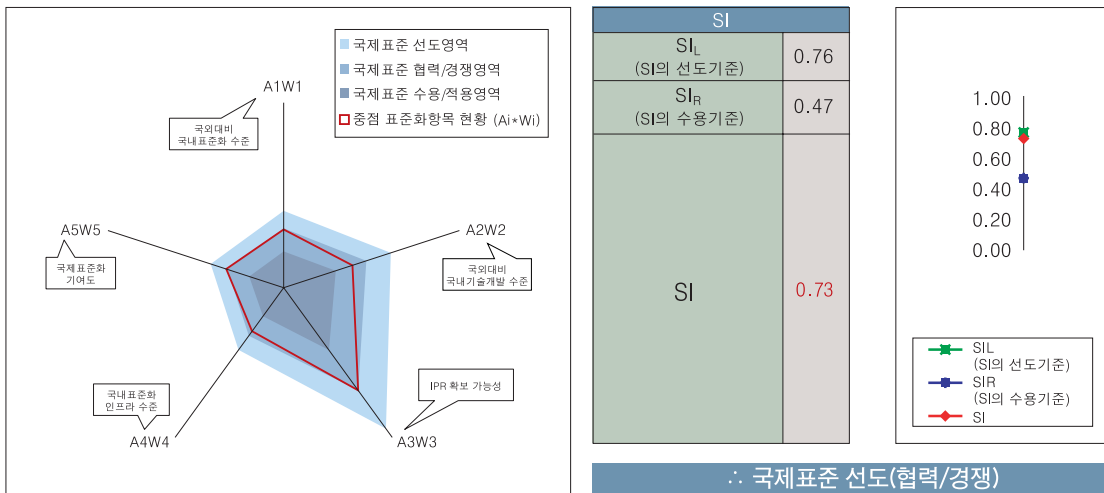 국제표준 선도영역
국제표준 협력/경쟁영역
국제표준 수용/적용영역
중점 표준화항목 현황 (Ai*Wi)
A1W1
국외대비
국내표준화 수준
A5W5
국제표준화
기여도
A2W2
국외대비
국내기술개발 수준
국내표준화
인프라 수준
A4W4
IPR 확보 가능성
A3W3
SI
SIL
(SI의 선도기준)
0.76
SIR
(SI의 수용기준)
0.47
SI
0.73
1.00
0.80
0.60
0.40
0.20
0.00
SIL
(SI의 선도기준)
SIR
(SI의 수용기준)
SI
∴ 국제표준 선도(협력/경쟁)